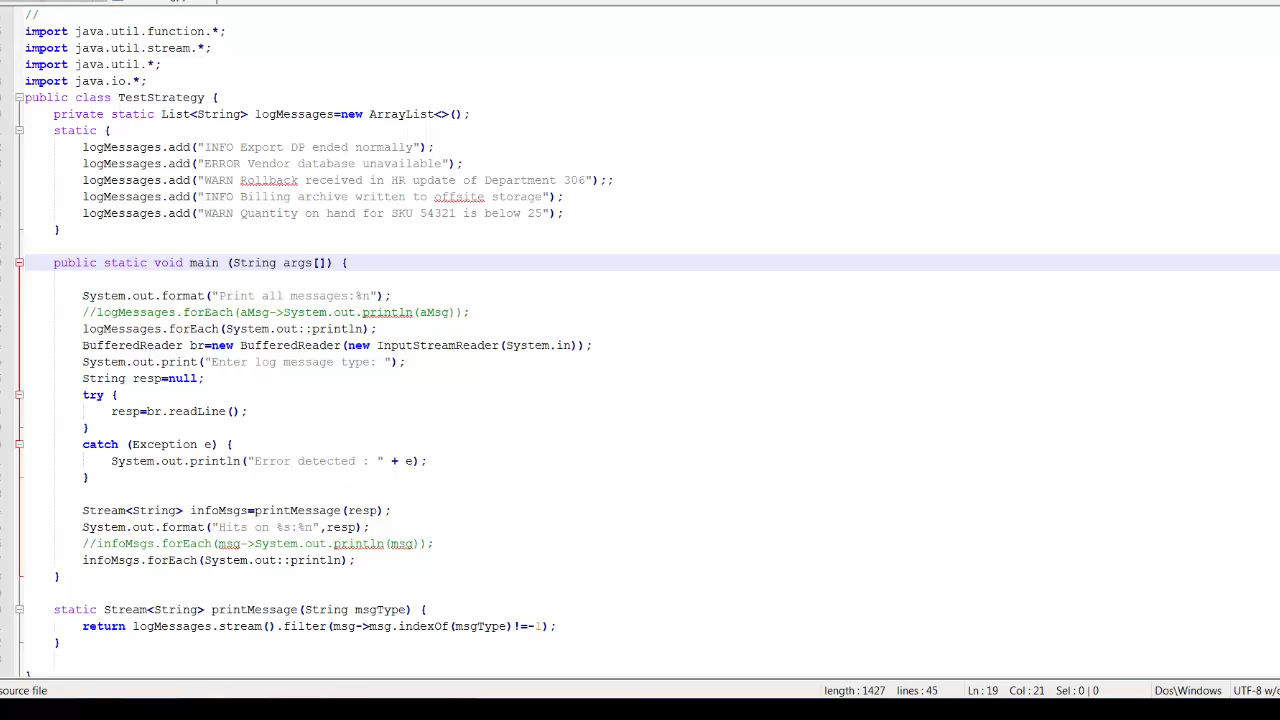 //
import java.util.function.*;
import java.util.stream.*;
import java.util.*;
import java.io.*;
public class TestStrategy {
    private static List<String> logMessages=new ArrayList<>();
    static {
        logMessages.add("INFO Export DP ended normally");
        logMessages.add("ERROR Vendor database unavailable");
        logMessages.add("WARN Rollback received in HR update of Department 306");;
        logMessages.add("INFO Billing archive written to offsite storage");
        logMessages.add("WARN Quantity on hand for SKU 54321 is below 25");
    }
    public static void main (String args[]) {
        System.out.format("Print all messages:%n");
        //logMessages.forEach(aMsg->System.out.println(aMsg));
        logMessages.forEach(System.out::println);
        BufferedReader br=new BufferedReader(new InputStreamReader(System.in));
        System.out.print("Enter log message type: ");
        String resp=null;
        try {
            resp=br.readLine();
        }
        catch (Exception e) {
            System.out.println("Error detected : " + e);
        }
        Stream<String> infoMsgs=printMessage(resp);
        System.out.format("Hits on %s:%n",resp);
        //infoMsgs.forEach(msg->System.out.println(msg));
        infoMsgs.forEach(System.out::println);
    }
    static Stream<String> printMessage(String msgType) {
        return logMessages.stream().filter(msg->msg.indexOf(msgType)!=-1);
    }
}
source file length : 1427 lines : 45 Ln : 19 Col : 21 Sel : 0 | 0 Dos\Windows UTF-8 w/